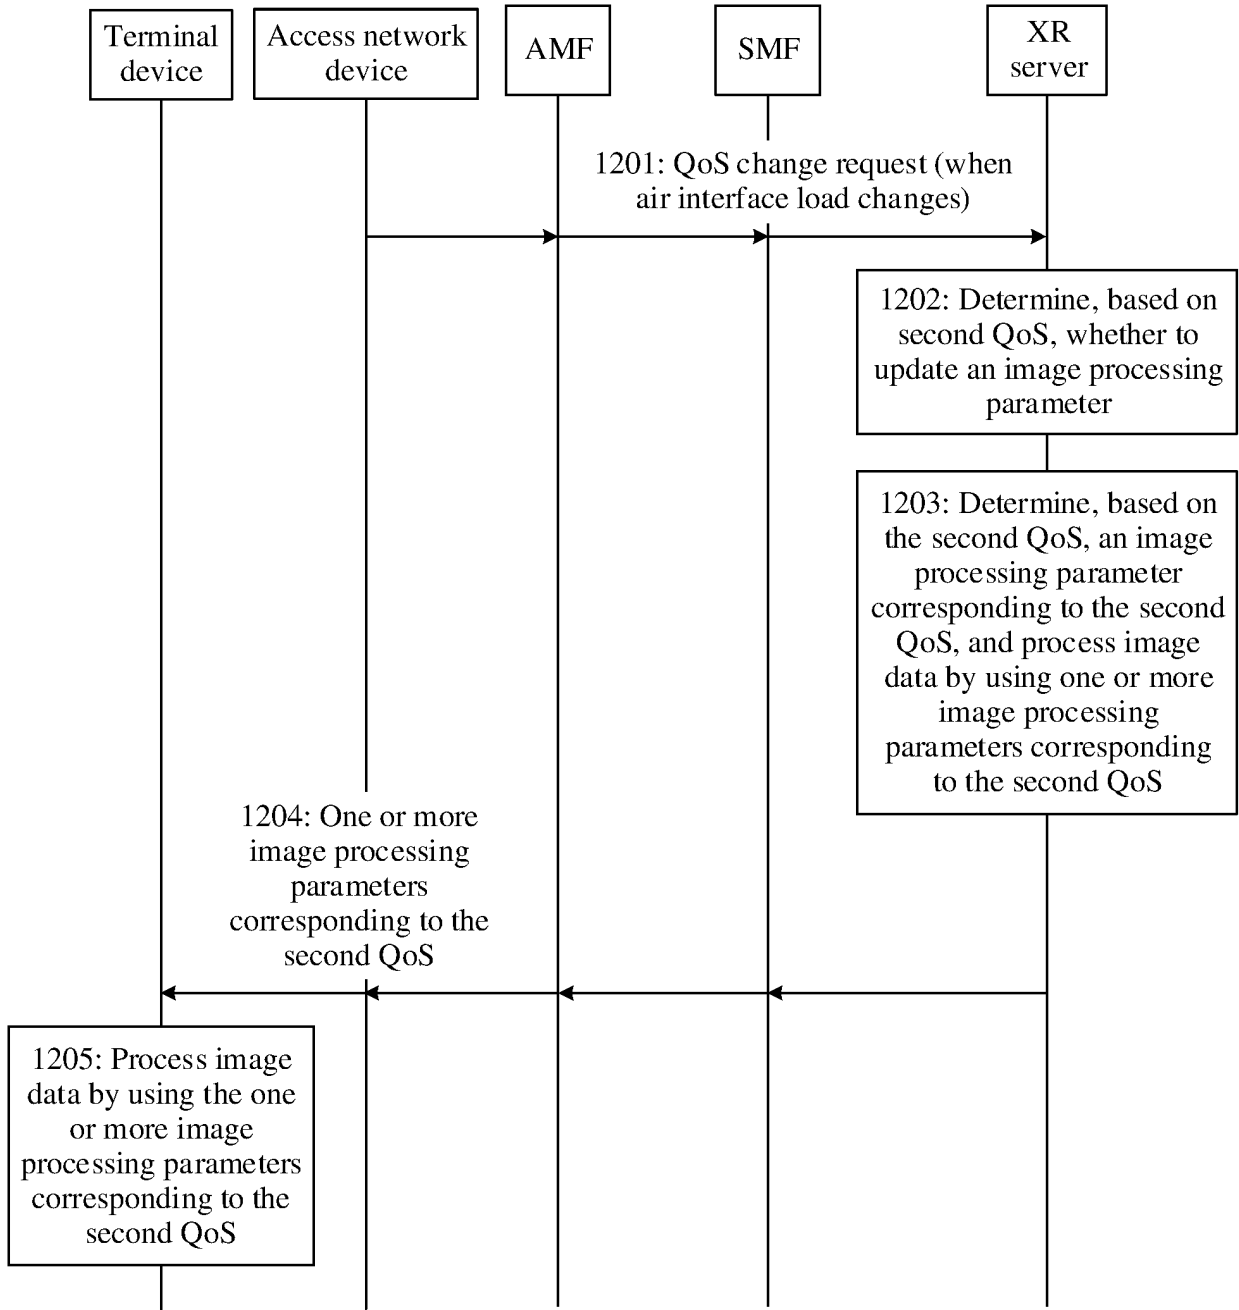 Terminal
device
Access network
device
AMF
SMF
XR
server
1201: QoS change request (when
air interface load changes)
1202: Determine, based on
second QoS, whether to
update an image processing
parameter
1203: Determine, based on
the second QoS, an image
processing parameter
corresponding to the second
QoS, and process image
data by using one or more
image processing
parameters corresponding
to the second QoS
1204: One or more
image processing
parameters
corresponding to the
second QoS
1205: Process image
data by using the one
or more image
processing parameters
corresponding to the
second QoS